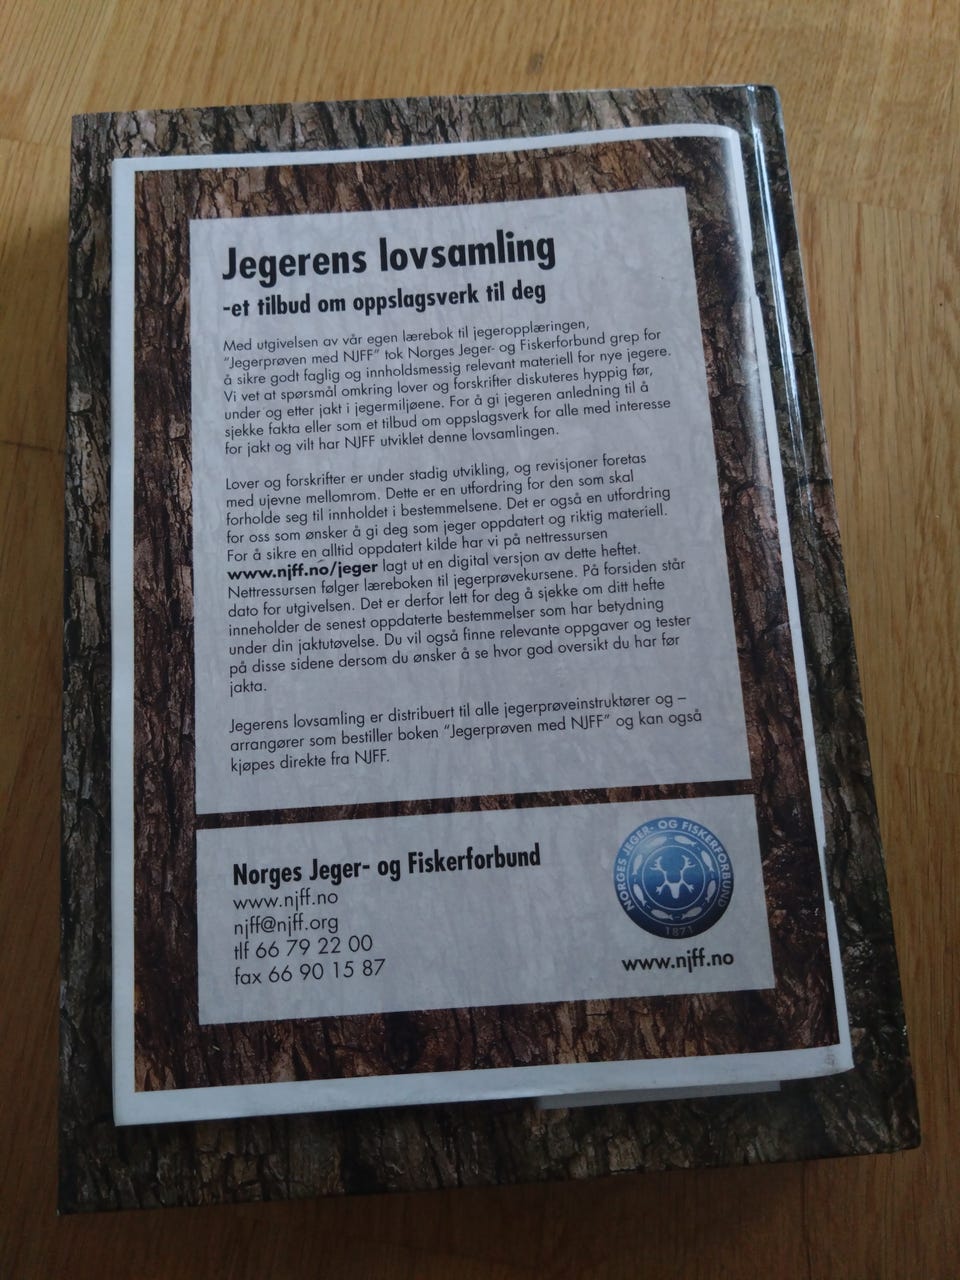 Jegerens lovsamling
-et tilbud om oppslagsverk til deg
Med utgivelsen av vår egen lærebok til jegeropplæringen,
"Jegerprøven med NJFF" tok Norges Jeger- og Fiskerforbund grep for
å sikre godt faglig og innholdsmessig relevant materiell for nye jegere.
Vi vet at spørsmål omkring lover og forskrifter diskuteres hyppig før,
under og etter jakt i jegermiljøene. For å gi jegeren anledning til å
sjekke fakta eller som et tilbud om oppslagsverk for alle med interesse
for jakt og vilt har NJFF utviklet denne lovsamlingen.
Lover og forskrifter er under stadig utvikling, og revisjoner foretas
med ujevne mellomrom. Dette er en utfordring for den som skal
forholde seg til innholdet i bestemmelsene. Det er også en utfordring
for oss som ønsker å gi deg som jeger oppdatert og riktig materiell.
For å sikre en alltid oppdatert kilde har vi på nettressursen
www.njff.no/jeger lagt ut en digital versjon av dette heftet.
Nettressursen følger læreboken til jegerprøvekursene. På forsiden står
dato for utgivelsen. Det er derfor lett for deg å sjekke om ditt hefte
inneholder de senest oppdaterte bestemmelser som har betydning
under din jaktutøvelse. Du vil også finne relevante oppgaver og tester
på disse sidene dersom du ønsker å se hvor god oversikt du har før
jakta.
Jegerens lovsamling er distribuert til alle jegerprøveinstruktører og –
arrangører som bestiller boken "Jegerprøven med NJFF" og kan også
kjøpes direkte fra NJFF.
Norges Jeger- og Fiskerforbund
www.njff.no
njff@njff.org
tlf 66 79 22 00
fax 66 90 15 87
NORGES JEGER- OG FISKERFORBUND
1871
www.njff.no